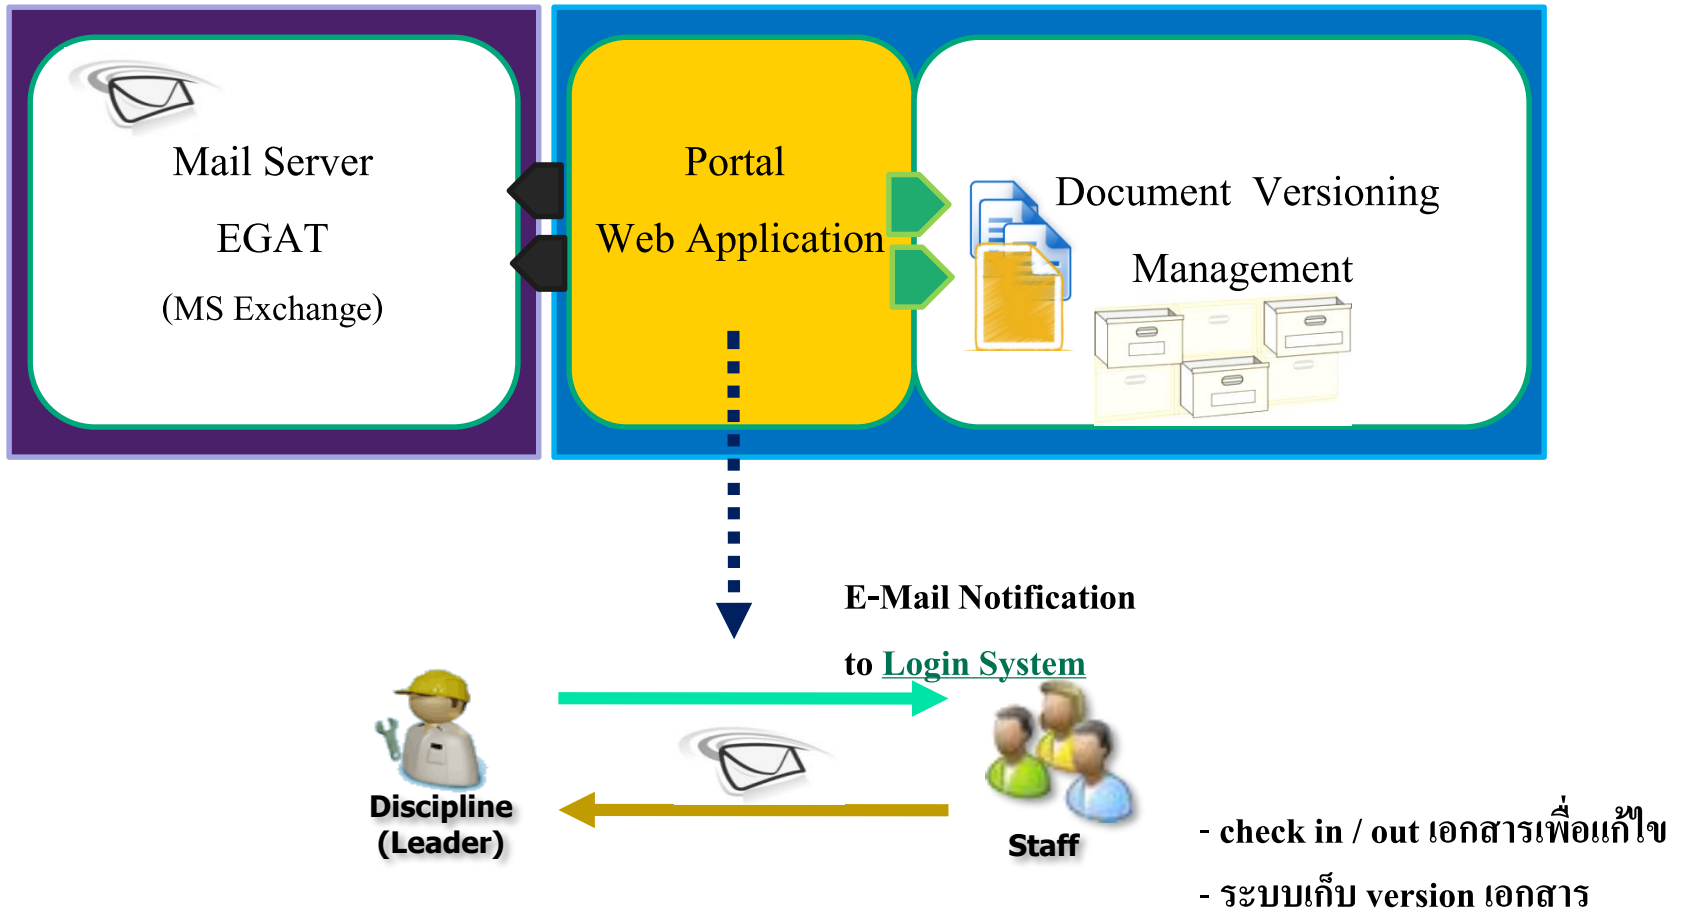 Mail Server
EGAT
(MS Exchange)
Portal
Web Application
Document Versioning
Management
E-Mail Notification
to Login System
Discipline
(Leader)
Staff
- check in / out เอกสารเพื่อแก้ไข
- ระบบเก็บ version เอกสาร